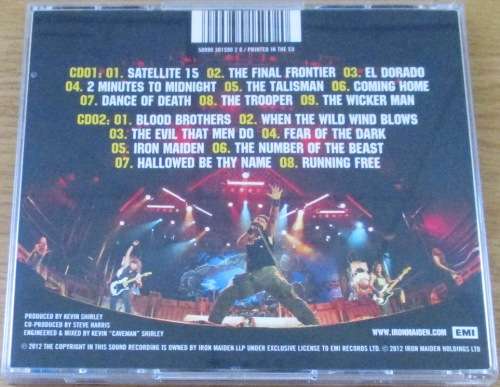 50999 301590 2 0 / PRINTED IN THE EU
CD01: 01. SATELLITE 15 02. THE FINAL FRONTIER 03. EL DORADO
04. 2 MINUTES TO MIDNIGHT 05. THE TALISMAN 06. COMING HOME
07. DANCE OF DEATH 08. THE TROOPER 09. THE WICKER MAN
CD02: 01. BLOOD BROTHERS 02. WHEN THE WILD WIND BLOWS
03. THE EVIL THAT MEN DO 04. FEAR OF THE DARK
05. IRON MAIDEN 06. THE NUMBER OF THE BEAST
07. HALLOWED BE THY NAME 08. RUNNING FREE
PRODUCED BY KEVIN SHIRLEY
CO-PRODUCED BY STEVE HARRIS
ENGINEERED & MIXED BY KEVIN "CAVEMAN" SHIRLEY
WWW.IRONMAIDEN.COM EMI
℗ 2012 THE COPYRIGHT IN THIS SOUND RECORDING IS OWNED BY IRON MAIDEN LLP UNDER EXCLUSIVE LICENSE TO EMI RECORDS LTD. © 2012 IRON MAIDEN HOLDINGS LTD